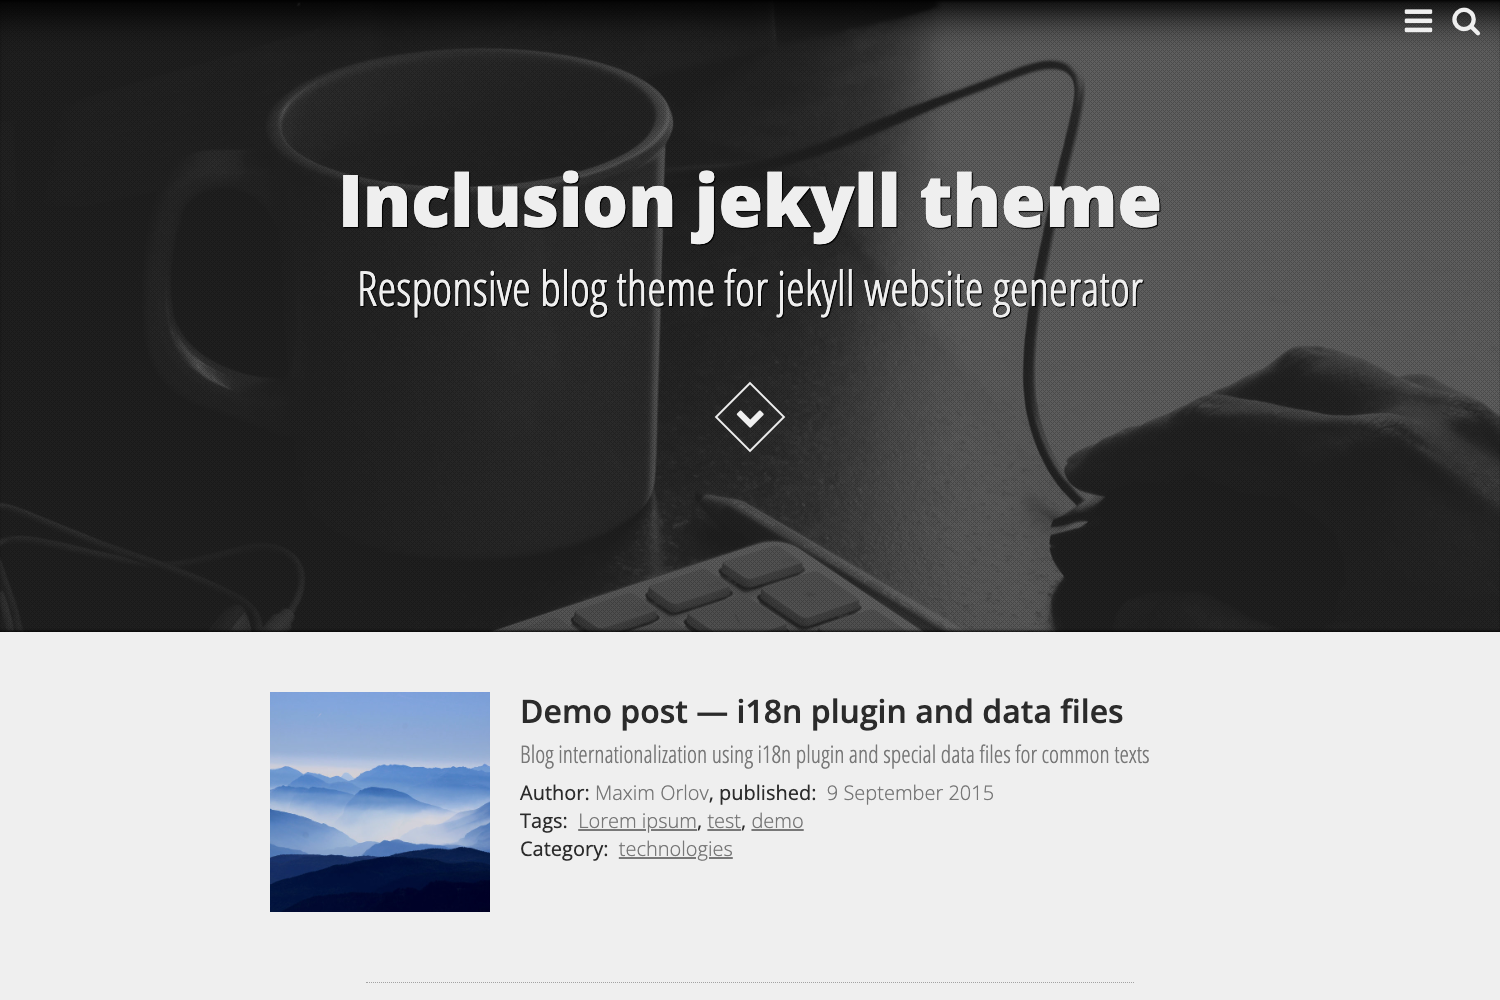 Inclusion jekyll theme
Responsive blog theme for jekyll website generator
Demo post — i18n plugin and data files
Blog internationalization using i18n plugin and special data files for common texts
Author: Maxim Orlov, published: 9 September 2015
Tags: Lorem ipsum, test, demo
Category: technologies